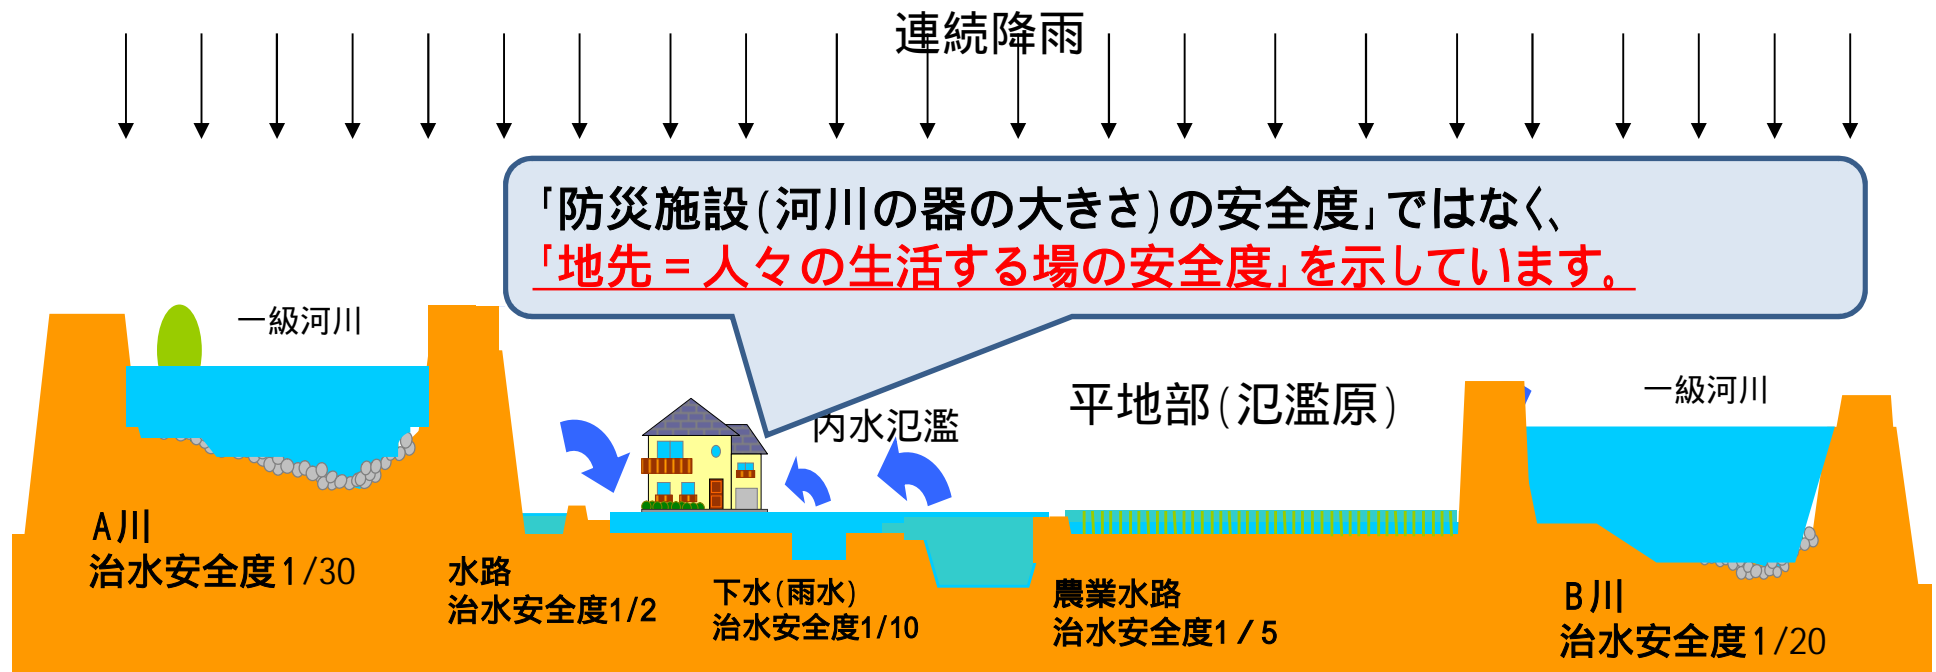 連続降雨
「防災施設(河川の器の大きさ)の安全度」ではなく、
「地先=人々の生活する場の安全度」を示しています。
一級河川
内水氾濫
平地部(氾濫原)
一級河川
A川
治水安全度1/30
水路
治水安全度1/2
下水(雨水)
治水安全度1/10
農業水路
治水安全度1/5
B川
治水安全度1/20